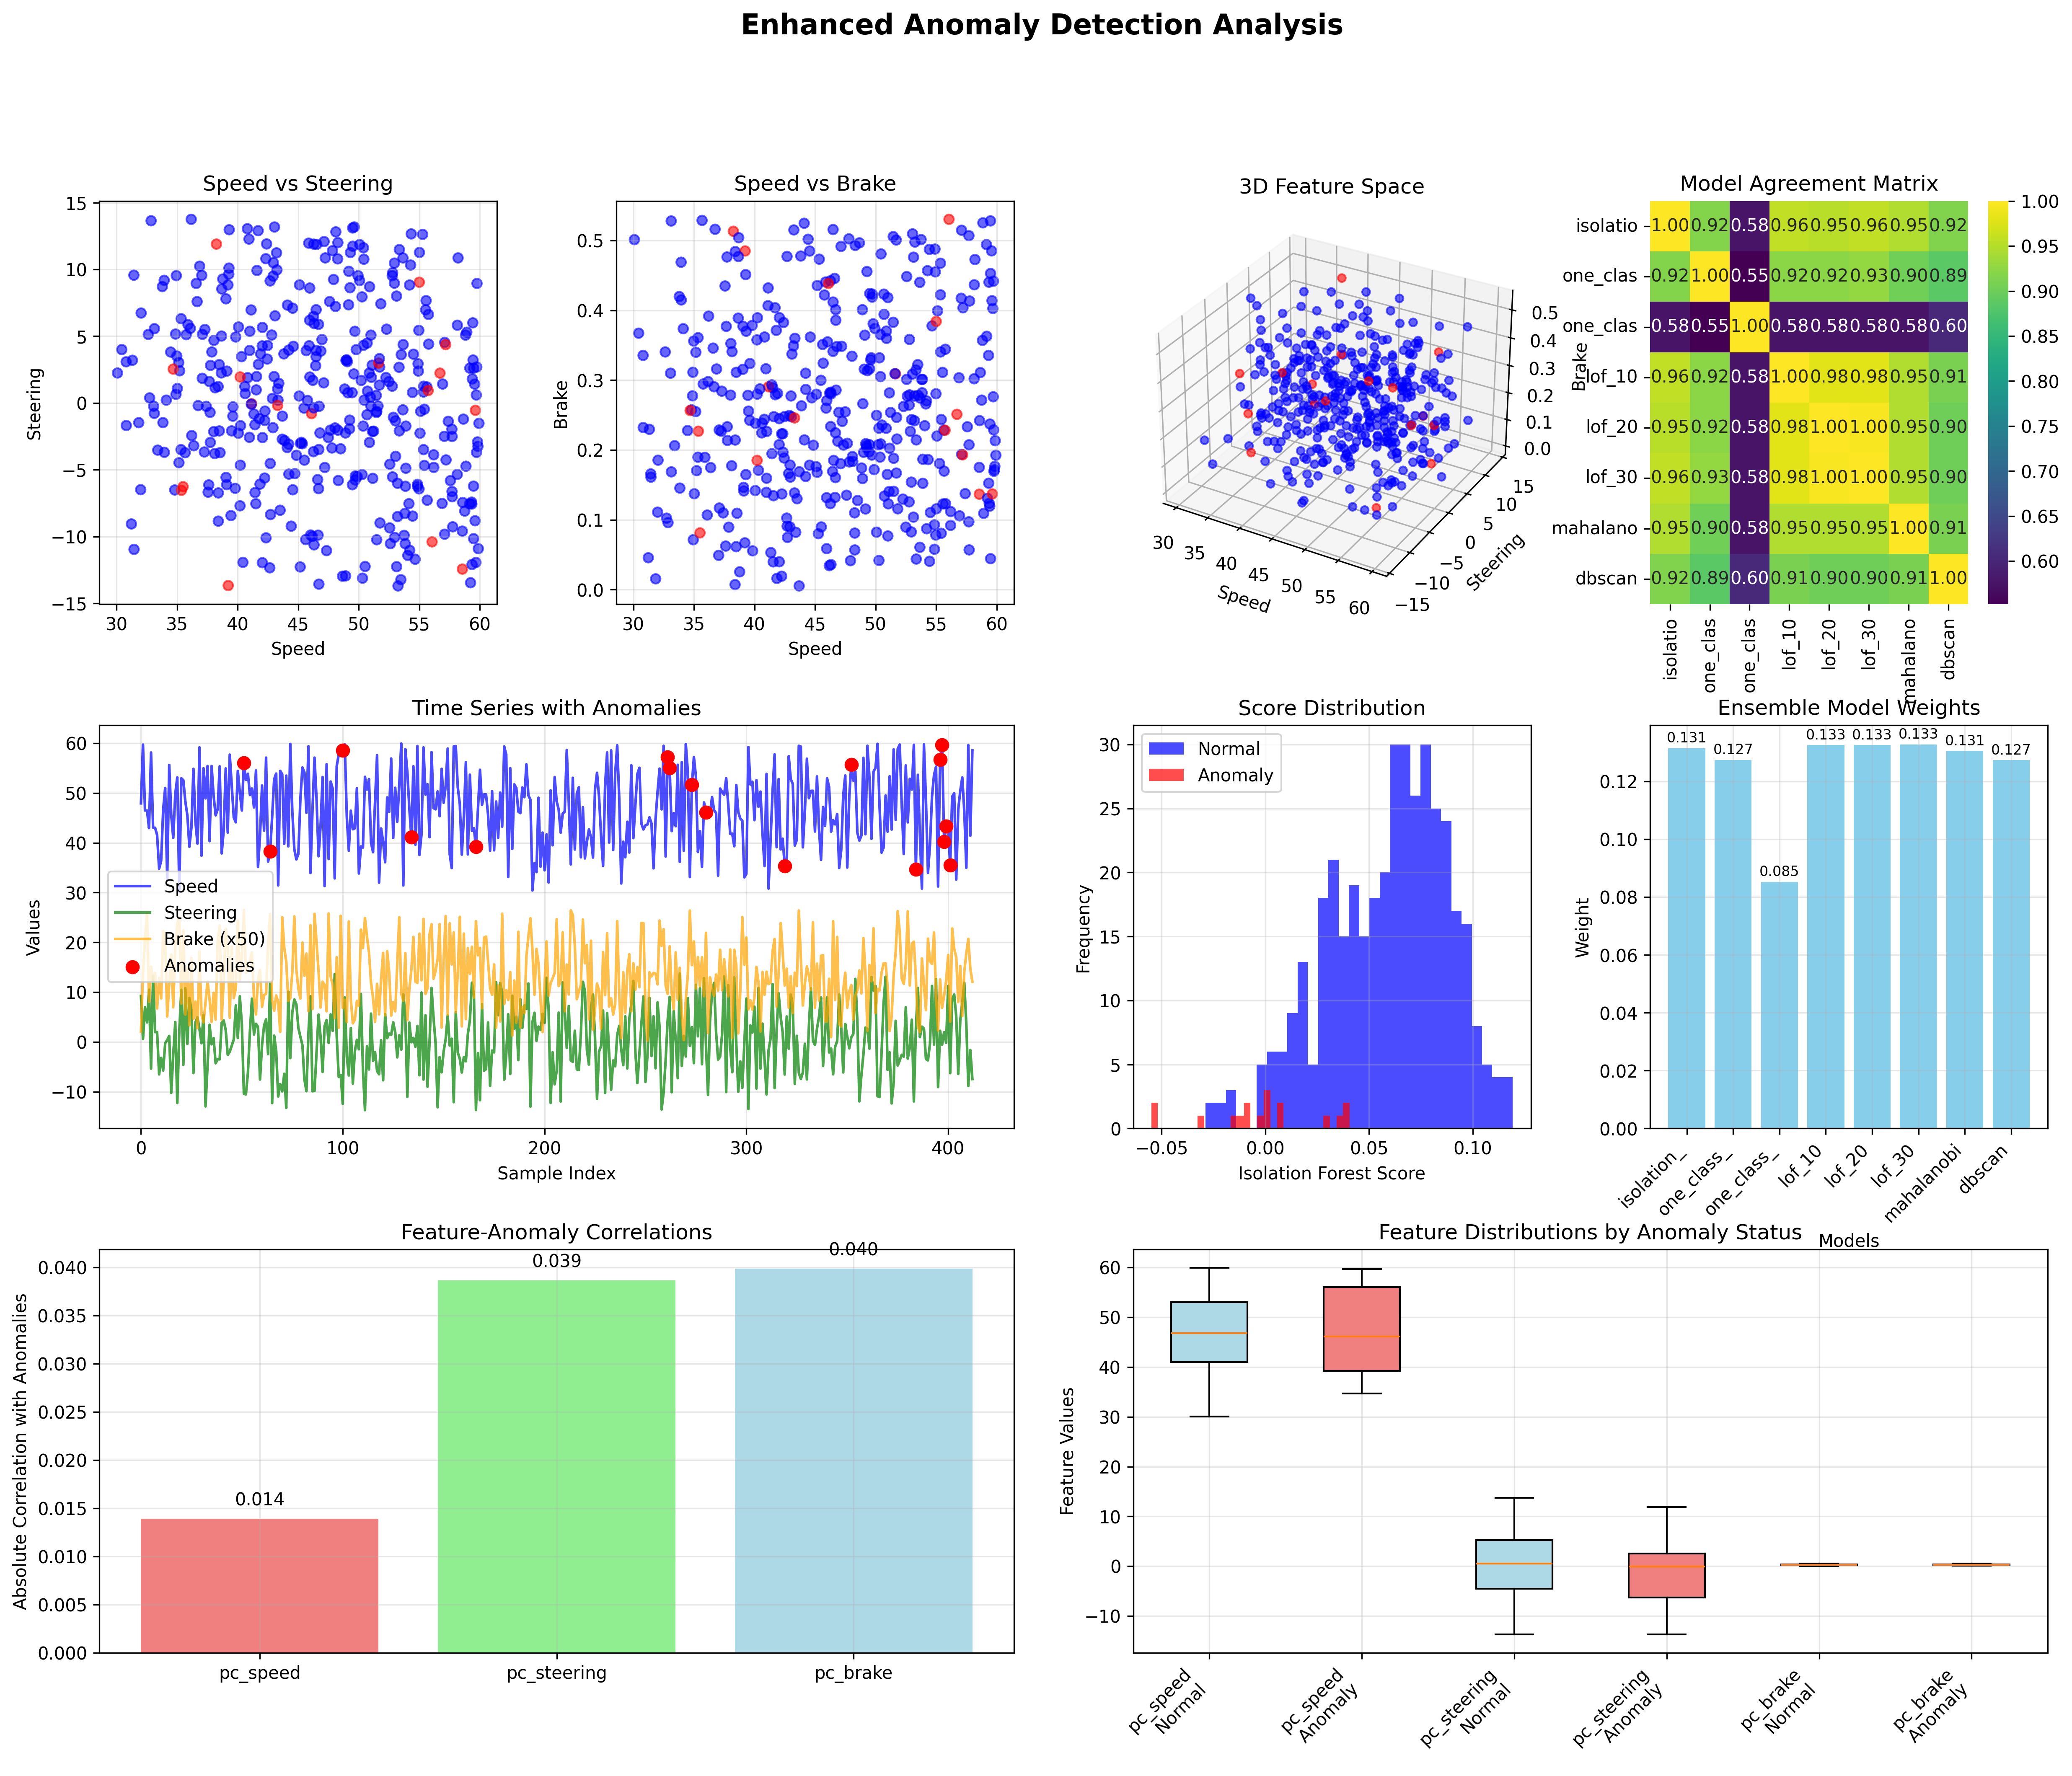 Enhanced Anomaly Detection Analysis
Speed vs Steering
Steering
15
10
5
0
−5
−10
−15
30 35 40 45 50 55 60
Speed
Speed vs Brake
Brake
0.5
0.4
0.3
0.2
0.1
0.0
30 35 40 45 50 55 60
Speed
3D Feature Space
30 35 40 45 50 55 60
Speed
−15 −10 −5 0 5 10 15
Steering
0.5
0.4
0.3
0.2
0.1
0.0
Brake
Model Agreement Matrix
isolatio 1.00 0.92 0.58 0.96 0.95 0.96 0.95 0.92
one_clas 0.92 1.00 0.55 0.92 0.92 0.93 0.90 0.89
one_clas 0.58 0.55 1.00 0.58 0.58 0.58 0.58 0.60
lof_10 0.96 0.92 0.58 1.00 0.98 0.98 0.95 0.91
lof_20 0.95 0.92 0.58 0.98 1.00 1.00 0.95 0.90
lof_30 0.96 0.93 0.58 0.98 1.00 1.00 0.95 0.90
mahalano 0.95 0.90 0.58 0.95 0.95 0.95 1.00 0.91
dbscan 0.92 0.89 0.60 0.91 0.90 0.90 0.91 1.00
isolatio one_clas one_clas lof_10 lof_20 lof_30 mahalano dbscan
1.00
0.95
0.90
0.85
0.80
0.75
0.70
0.65
0.60
Time Series with Anomalies
Values
60
50
40
30
20
10
0
−10
Speed
Steering
Brake (x50)
Anomalies
0 100 200 300 400
Sample Index
Score Distribution
Frequency
30
25
20
15
10
5
0
Normal
Anomaly
−0.05 0.00 0.05 0.10
Isolation Forest Score
Ensemble Model Weights
Weight
0.12
0.10
0.08
0.06
0.04
0.02
0.00
0.131 0.127 0.085 0.133 0.133 0.133 0.131 0.127
isolation_ one_class_ one_class_ lof_10 lof_20 lof_30 mahalanobi dbscan
Models
Feature-Anomaly Correlations
Absolute Correlation with Anomalies
0.040
0.035
0.030
0.025
0.020
0.015
0.010
0.005
0.000
0.014 0.039 0.040
pc_speed pc_steering pc_brake
Feature Distributions by Anomaly Status
Feature Values
60
50
40
30
20
10
0
−10
pc_speed
Normal
pc_speed
Anomaly
pc_steering
Normal
pc_steering
Anomaly
pc_brake
Normal
pc_brake
Anomaly